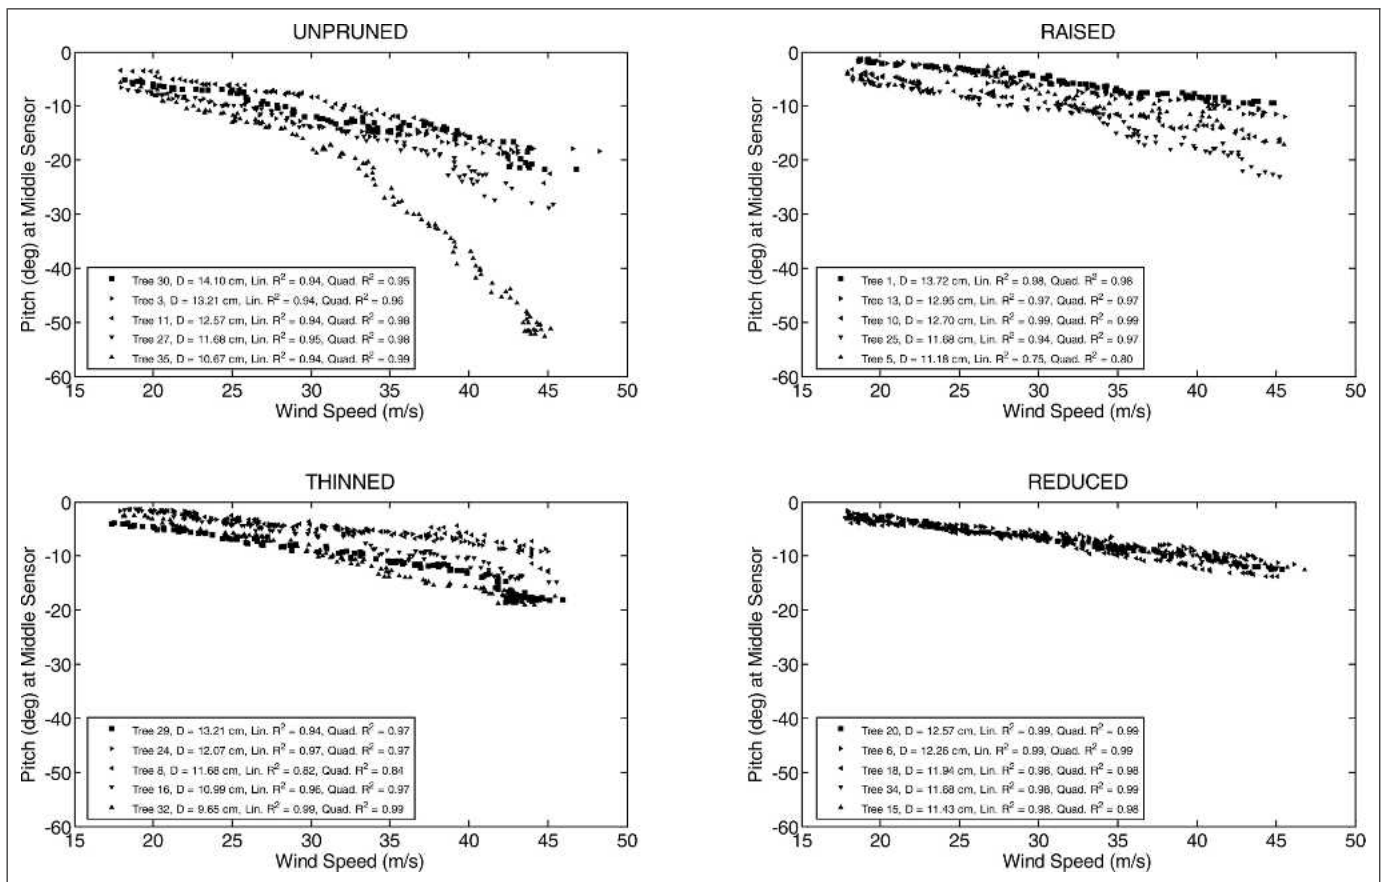 UNPRUNED
0
-10
-20
-30
-40
-50
-60
Pitch (deg) at Middle Sensor
Tree 30, D = 14.10 cm, Lin. R² = 0.94, Quad. R² = 0.95
Tree 3, D = 13.21 cm, Lin. R² = 0.94, Quad. R² = 0.96
Tree 11, D = 12.57 cm, Lin. R² = 0.94, Quad. R² = 0.98
Tree 27, D = 11.68 cm, Lin. R² = 0.95, Quad. R² = 0.98
Tree 35, D = 10.67 cm, Lin. R² = 0.94, Quad. R² = 0.99
15 20 25 30 35 40 45 50
Wind Speed (m/s)
RAISED
0
-10
-20
-30
-40
-50
-60
Pitch (deg) at Middle Sensor
Tree 1, D = 13.72 cm, Lin. R² = 0.98, Quad. R² = 0.98
Tree 13, D = 12.95 cm, Lin. R² = 0.97, Quad. R² = 0.97
Tree 10, D = 12.70 cm, Lin. R² = 0.99, Quad. R² = 0.99
Tree 25, D = 11.68 cm, Lin. R² = 0.94, Quad. R² = 0.97
Tree 5, D = 11.18 cm, Lin. R² = 0.75, Quad. R² = 0.80
15 20 25 30 35 40 45 50
Wind Speed (m/s)
THINNED
0
-10
-20
-30
-40
-50
-60
Pitch (deg) at Middle Sensor
Tree 29, D = 13.21 cm, Lin. R² = 0.94, Quad. R² = 0.97
Tree 24, D = 12.07 cm, Lin. R² = 0.97, Quad. R² = 0.97
Tree 8, D = 11.68 cm, Lin. R² = 0.82, Quad. R² = 0.84
Tree 16, D = 10.99 cm, Lin. R² = 0.96, Quad. R² = 0.97
Tree 32, D = 9.65 cm, Lin. R² = 0.99, Quad. R² = 0.99
15 20 25 30 35 40 45 50
Wind Speed (m/s)
REDUCED
0
-10
-20
-30
-40
-50
-60
Pitch (deg) at Middle Sensor
Tree 20, D = 12.57 cm, Lin. R² = 0.99, Quad. R² = 0.99
Tree 6, D = 12.26 cm, Lin. R² = 0.99, Quad. R² = 0.99
Tree 18, D = 11.94 cm, Lin. R² = 0.98, Quad. R² = 0.98
Tree 34, D = 11.68 cm, Lin. R² = 0.98, Quad. R² = 0.99
Tree 15, D = 11.43 cm, Lin. R² = 0.98, Quad. R² = 0.98
15 20 25 30 35 40 45 50
Wind Speed (m/s)